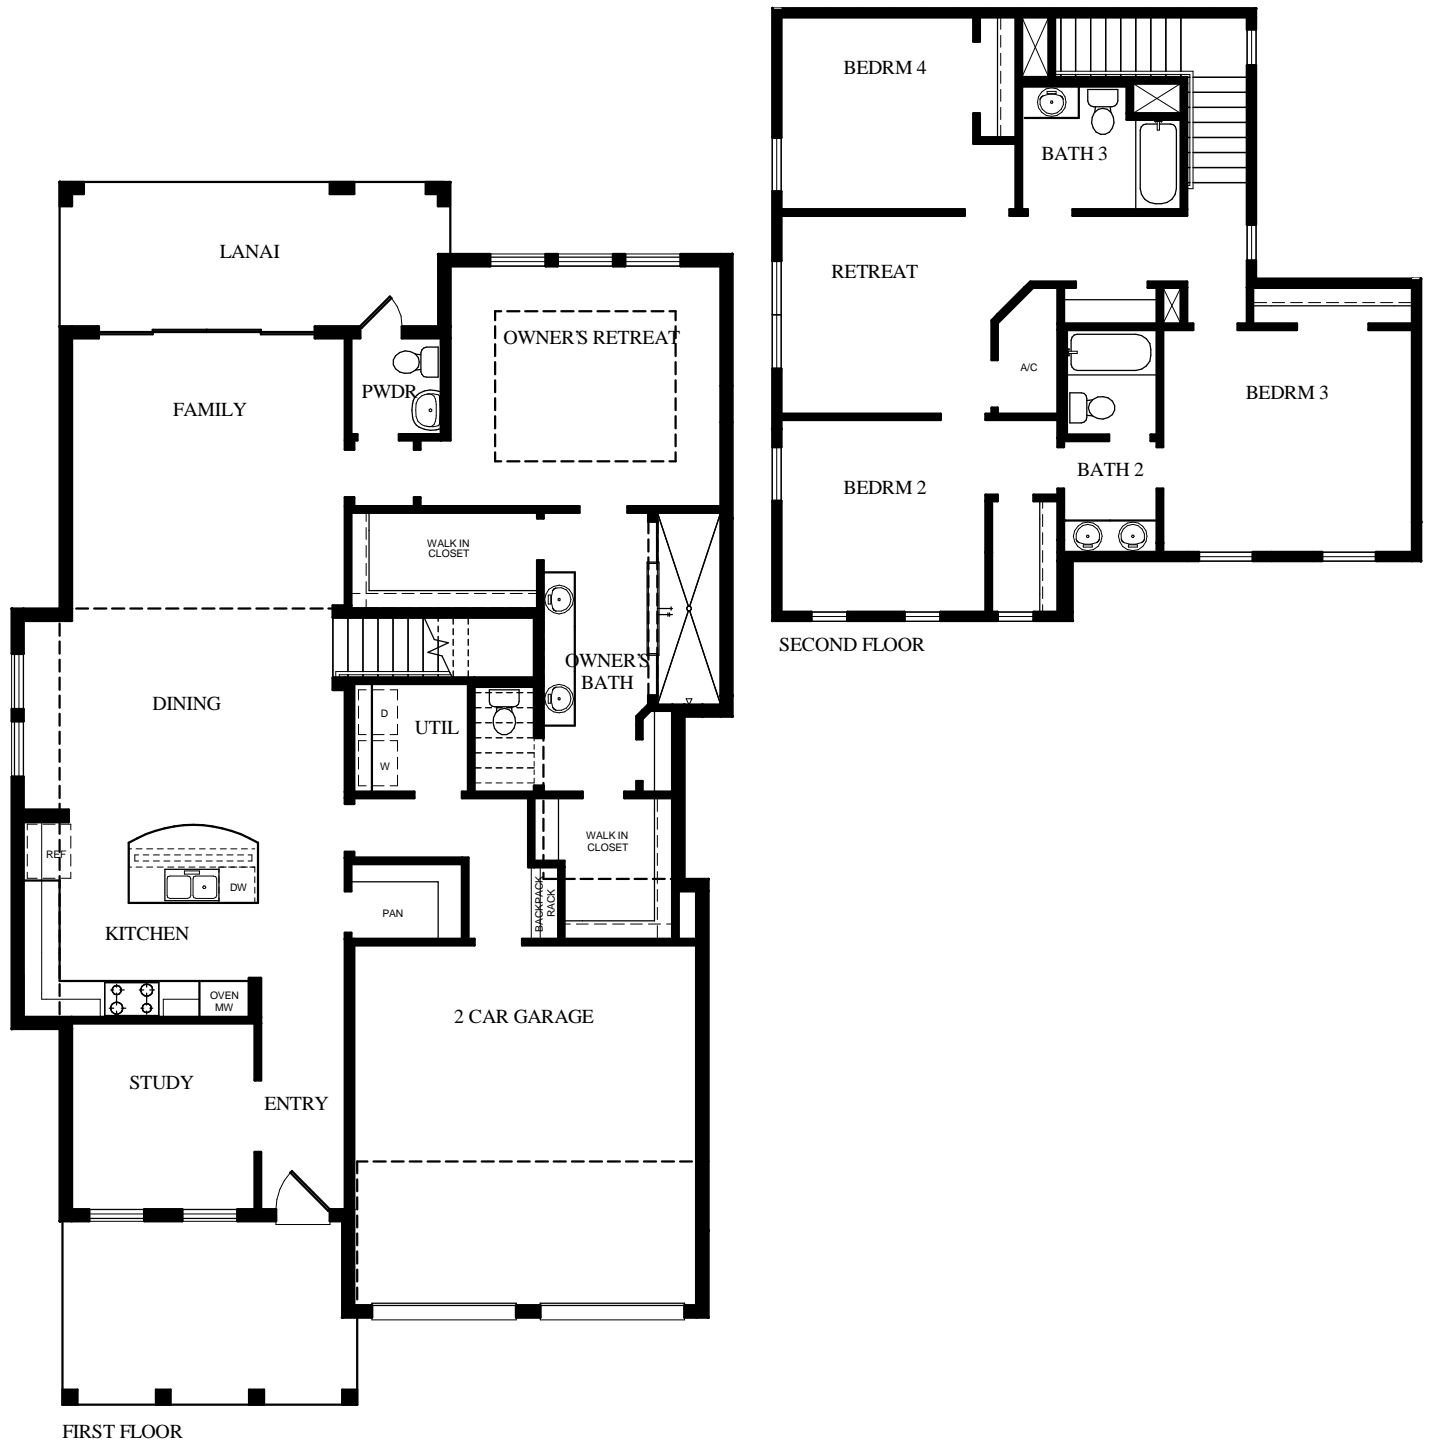 LANAI
OWNER'S RETREAT
PWDR
FAMILY
WALK IN
CLOSET
OWNER'S
BATH
DINING
D
UTIL
W
WALK IN
CLOSET
REF
DW
BACKPACK
RACK
PAN
KITCHEN
OVEN
MW
2 CAR GARAGE
STUDY
ENTRY
FIRST FLOOR
BEDRM 4
BATH 3
RETREAT
A/C
BEDRM 3
BATH 2
BEDRM 2
SECOND FLOOR